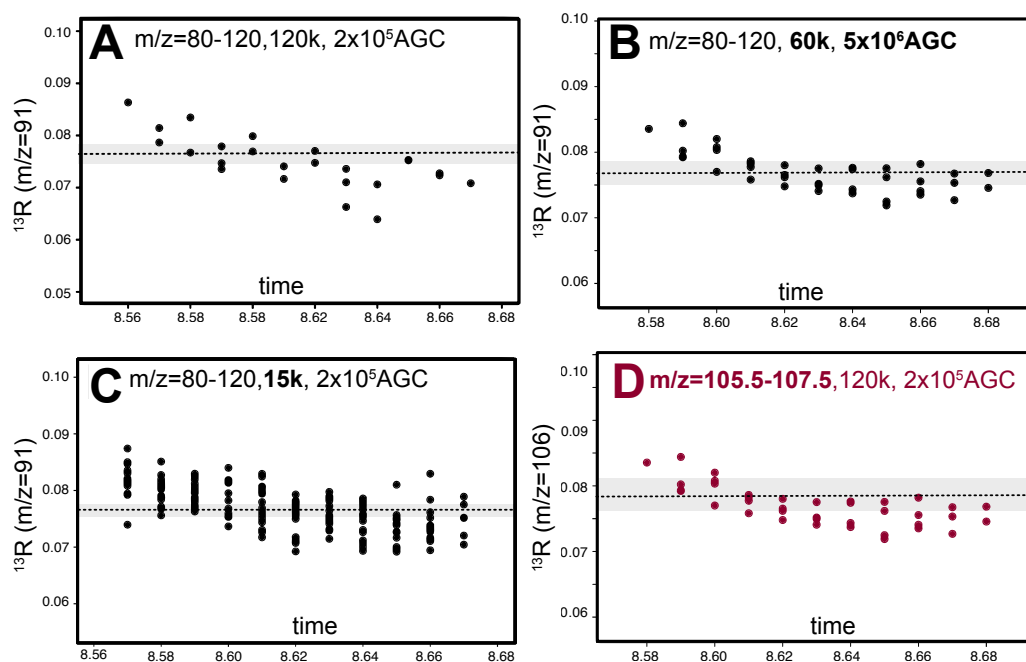 A m/z=80-120,120k, 2x10⁵AGC
0.10
0.09
0.08
0.07
0.06
0.05
¹³R (m/z=91)
time
8.56 8.58 8.58 8.62 8.64 8.66 8.68
B m/z=80-120, 60k, 5x10⁶AGC
0.10
0.09
0.08
0.07
0.06
¹³R (m/z=91)
time
8.58 8.60 8.62 8.64 8.66 8.68
C m/z=80-120,15k, 2x10⁵AGC
0.10
0.09
0.08
0.07
0.06
¹³R (m/z=91)
time
8.56 8.58 8.60 8.62 8.64 8.66 8.68
D m/z=105.5-107.5,120k, 2x10⁵AGC
0.10
0.09
0.08
0.07
0.06
¹³R (m/z=106)
time
8.58 8.60 8.62 8.64 8.66 8.68